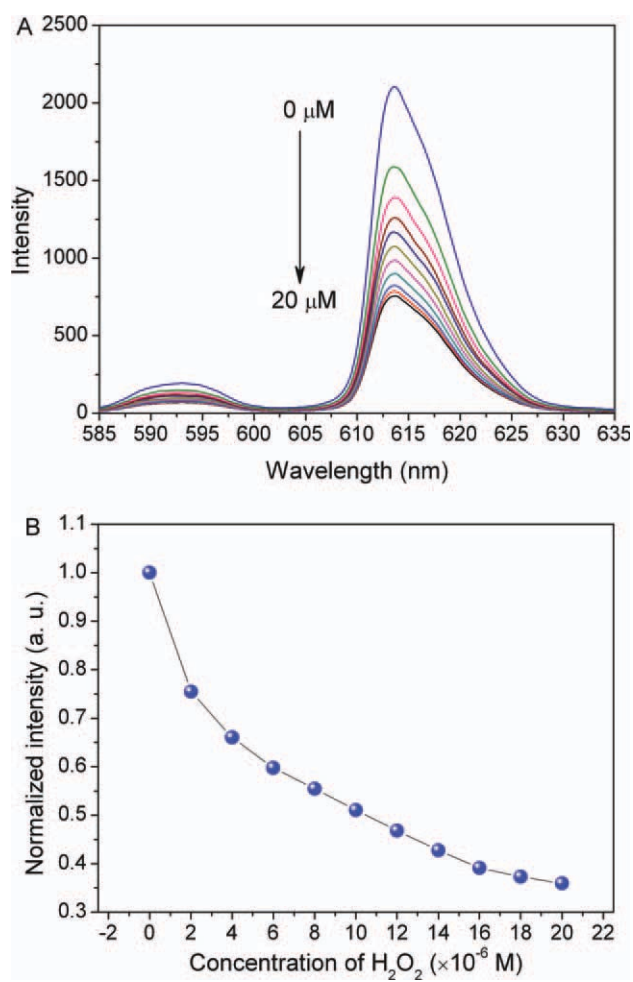 A
2500
2000
1500
1000
500
0
Intensity
0 μM
20 μM
585 590 595 600 605 610 615 620 625 630 635
Wavelength (nm)
B
1.1
1.0
0.9
0.8
0.7
0.6
0.5
0.4
0.3
Normalized intensity (a. u.)
-2 0 2 4 6 8 10 12 14 16 18 20 22
Concentration of H₂O₂ (×10⁻⁶ M)